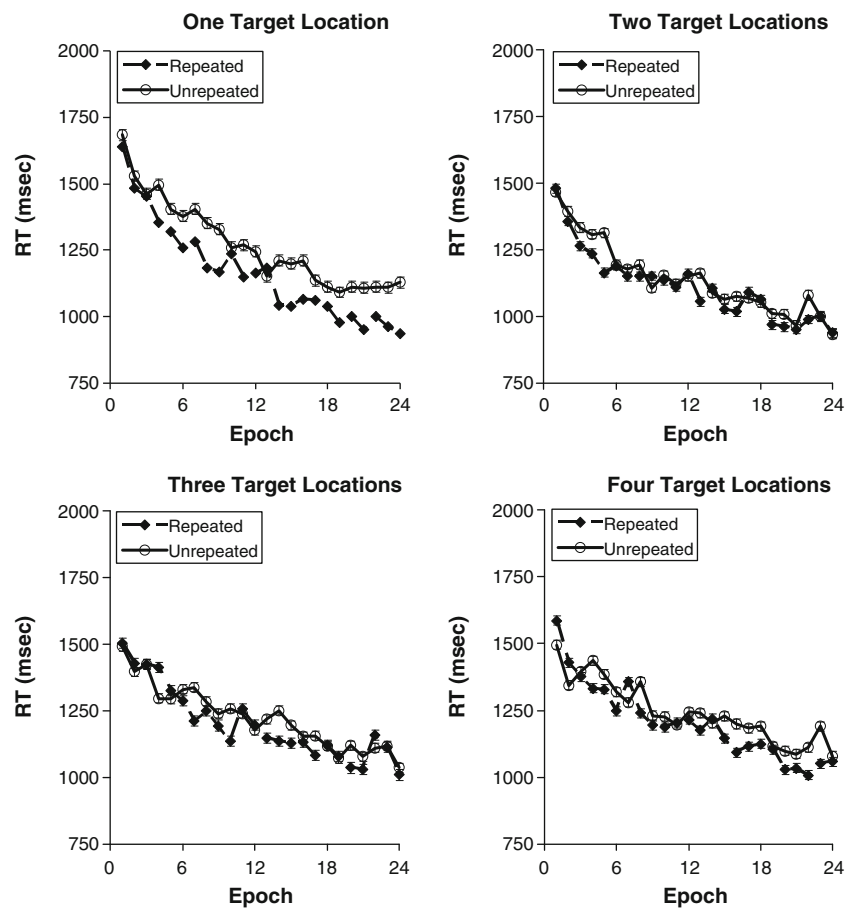 One Target Location
2000
1750
1500
1250
1000
750
RT (msec)
Repeated
Unrepeated
0 6 12 18 24
Epoch
Two Target Locations
2000
1750
1500
1250
1000
750
RT (msec)
Repeated
Unrepeated
0 6 12 18 24
Epoch
Three Target Locations
2000
1750
1500
1250
1000
750
RT (msec)
Repeated
Unrepeated
0 6 12 18 24
Epoch
Four Target Locations
2000
1750
1500
1250
1000
750
RT (msec)
Repeated
Unrepeated
0 6 12 18 24
Epoch